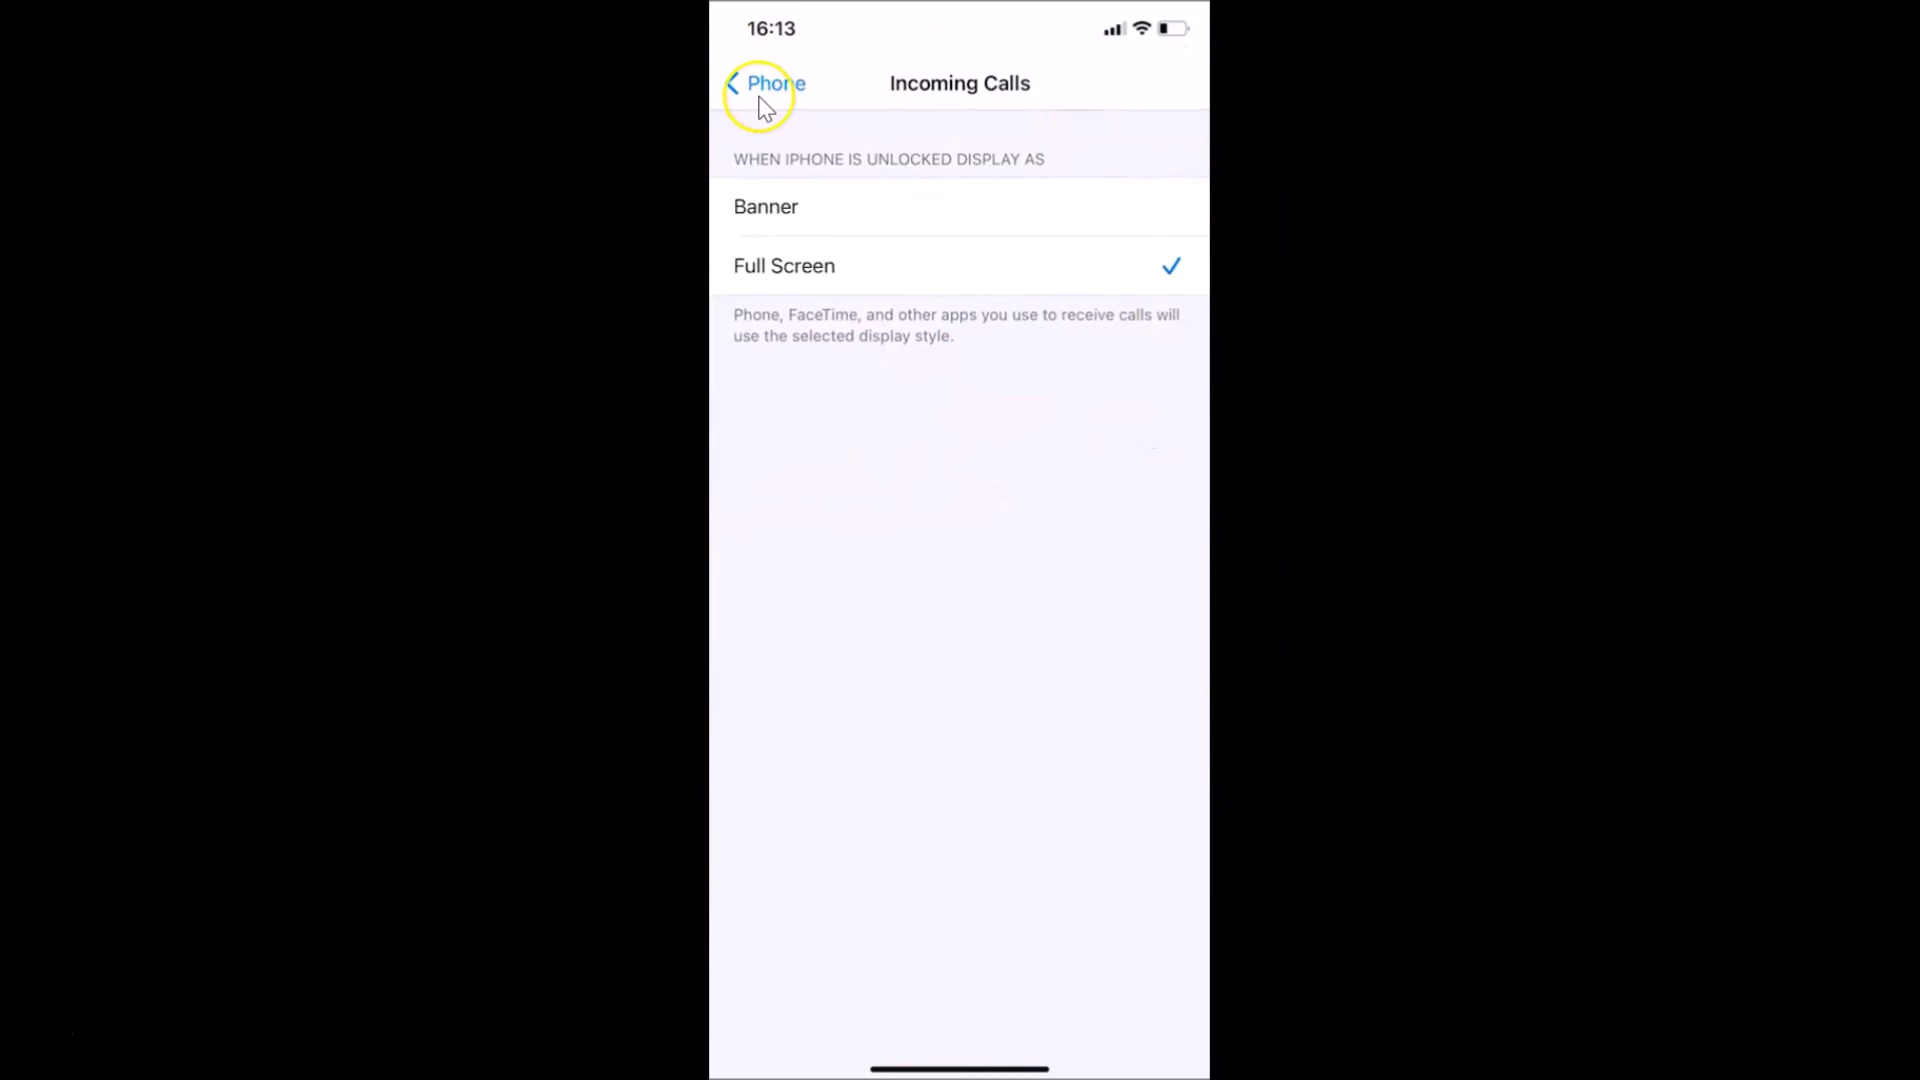 16:13
Phone
Incoming Calls
WHEN IPHONE IS UNLOCKED DISPLAY AS
Banner
Full Screen
Phone, FaceTime, and other apps you use to receive calls will
use the selected display style.